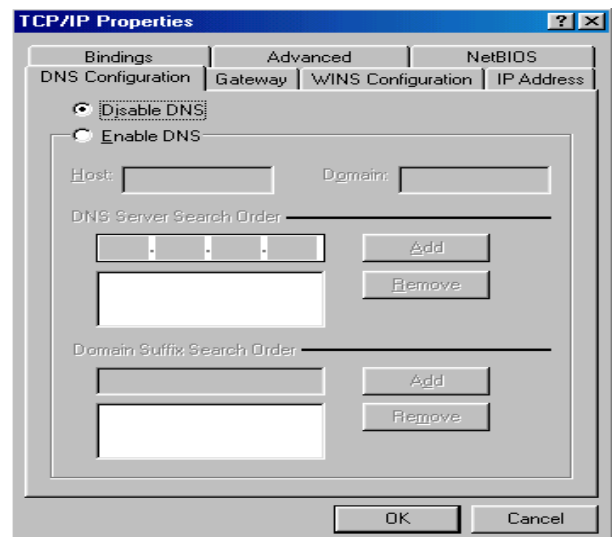 TCP/IP Properties
Bindings Advanced NetBIOS
DNS Configuration Gateway WINS Configuration IP Address
Disable DNS
Enable DNS
Host: Domain:
DNS Server Search Order
. . . Add
Remove
Domain Suffix Search Order
Add
Remove
OK Cancel